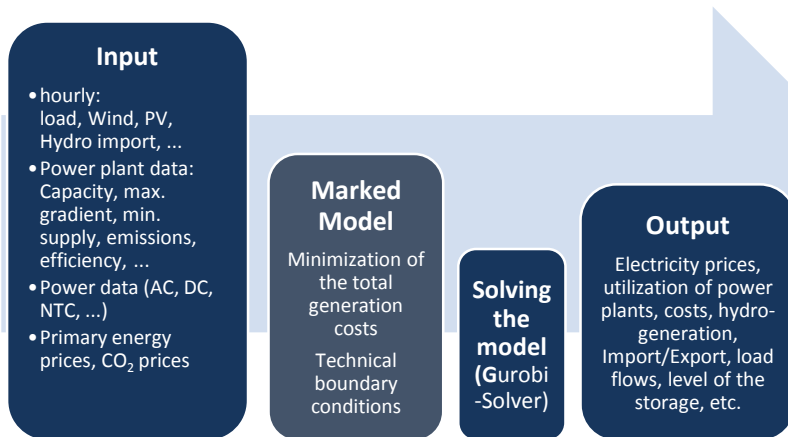 Input
•hourly:
load, Wind, PV,
Hydro import, ...
•Power plant data:
Capacity, max.
gradient, min.
supply, emissions,
efficiency, ...
•Power data (AC, DC,
NTC, ...)
•Primary energy
prices, CO₂ prices
Marked
Model
Minimization of
the total
generation
costs
Technical
boundary
conditions
Solving
the
model
(Gurobi
-Solver)
Output
Electricity prices,
utilization of power
plants, costs, hydro-
generation,
Import/Export, load
flows, level of the
storage, etc.